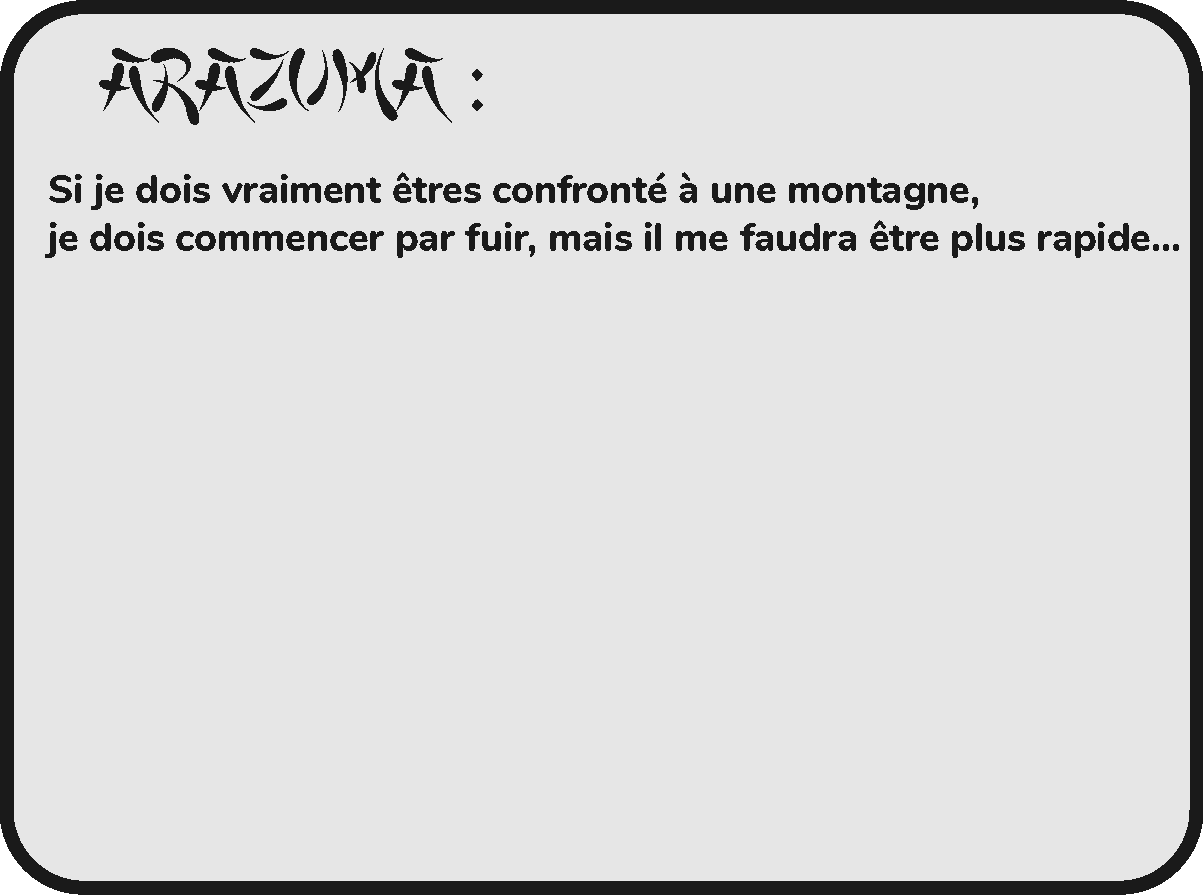 ARAZUMA :
Si je dois vraiment êtres confronté à une montagne,
je dois commencer par fuir, mais il me faudra être plus rapide...